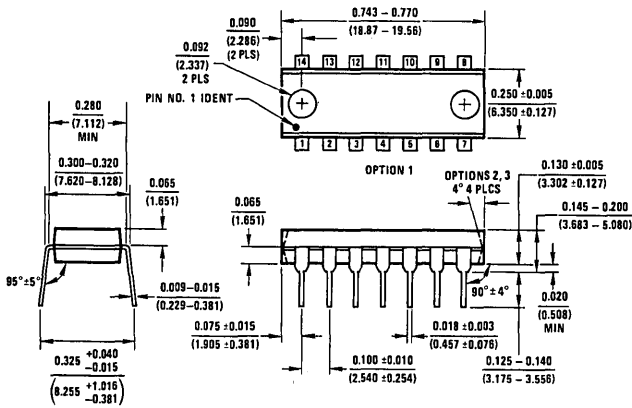 0.743 – 0.770
(18.87 – 19.56)
0.090
(2.286)
(2 PLS)
0.092
(2.337)
2 PLS
PIN NO. 1 IDENT
14 13 12 11 10 9 8
1 2 3 4 5 6 7
0.250 ±0.005
(6.350 ±0.127)
OPTION 1
0.280
(7.112)
MIN
0.300–0.320
(7.620–8.128)
0.065
(1.651)
95° ±5°
0.009–0.015
(0.229–0.381)
0.325 +0.040
–0.015
(8.255 +1.016
–0.381)
OPTIONS 2, 3
4° 4 PLCS
0.065
(1.651)
0.130 ±0.005
(3.302 ±0.127)
0.145 – 0.200
(3.683 – 5.080)
90° ±4°
0.020
(0.508)
MIN
0.075 ±0.015
(1.905 ±0.381)
0.018 ±0.003
(0.457 ±0.076)
0.100 ±0.010
(2.540 ±0.254)
0.125 – 0.140
(3.175 – 3.556)